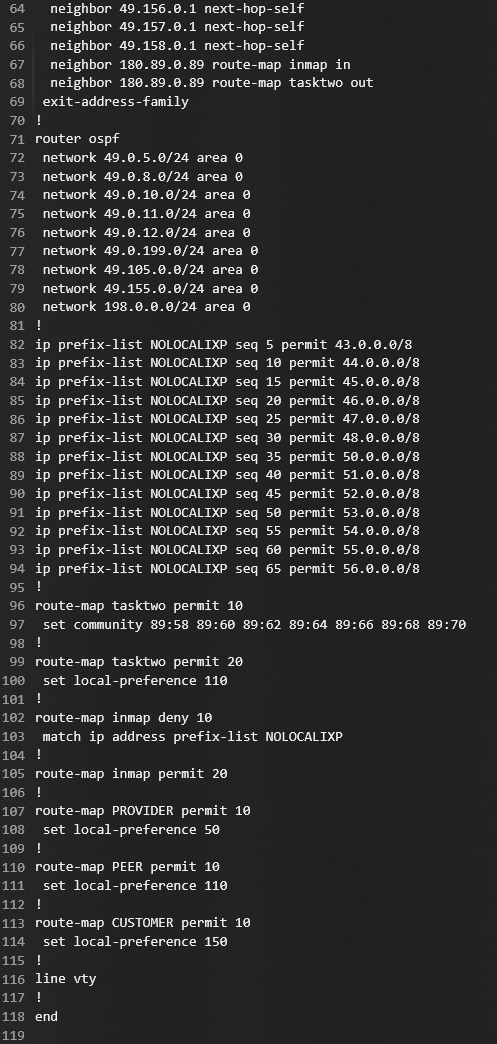 64 neighbor 49.156.0.1 next-hop-self
65 neighbor 49.157.0.1 next-hop-self
66 neighbor 49.158.0.1 next-hop-self
67 neighbor 180.89.0.89 route-map inmap in
68 neighbor 180.89.0.89 route-map tasktwo out
69 exit-address-family
70 !
71 router ospf
72 network 49.0.5.0/24 area 0
73 network 49.0.8.0/24 area 0
74 network 49.0.10.0/24 area 0
75 network 49.0.11.0/24 area 0
76 network 49.0.12.0/24 area 0
77 network 49.0.199.0/24 area 0
78 network 49.105.0.0/24 area 0
79 network 49.155.0.0/24 area 0
80 network 198.0.0.0/24 area 0
81 !
82 ip prefix-list NOLOCALIXP seq 5 permit 43.0.0.0/8
83 ip prefix-list NOLOCALIXP seq 10 permit 44.0.0.0/8
84 ip prefix-list NOLOCALIXP seq 15 permit 45.0.0.0/8
85 ip prefix-list NOLOCALIXP seq 20 permit 46.0.0.0/8
86 ip prefix-list NOLOCALIXP seq 25 permit 47.0.0.0/8
87 ip prefix-list NOLOCALIXP seq 30 permit 48.0.0.0/8
88 ip prefix-list NOLOCALIXP seq 35 permit 50.0.0.0/8
89 ip prefix-list NOLOCALIXP seq 40 permit 51.0.0.0/8
90 ip prefix-list NOLOCALIXP seq 45 permit 52.0.0.0/8
91 ip prefix-list NOLOCALIXP seq 50 permit 53.0.0.0/8
92 ip prefix-list NOLOCALIXP seq 55 permit 54.0.0.0/8
93 ip prefix-list NOLOCALIXP seq 60 permit 55.0.0.0/8
94 ip prefix-list NOLOCALIXP seq 65 permit 56.0.0.0/8
95 !
96 route-map tasktwo permit 10
97 set community 89:58 89:60 89:62 89:64 89:66 89:68 89:70
98 !
99 route-map tasktwo permit 20
100 set local-preference 110
101 !
102 route-map inmap deny 10
103 match ip address prefix-list NOLOCALIXP
104 !
105 route-map inmap permit 20
106 !
107 route-map PROVIDER permit 10
108 set local-preference 50
109 !
110 route-map PEER permit 10
111 set local-preference 110
112 !
113 route-map CUSTOMER permit 10
114 set local-preference 150
115 !
116 line vty
117 !
118 end
119